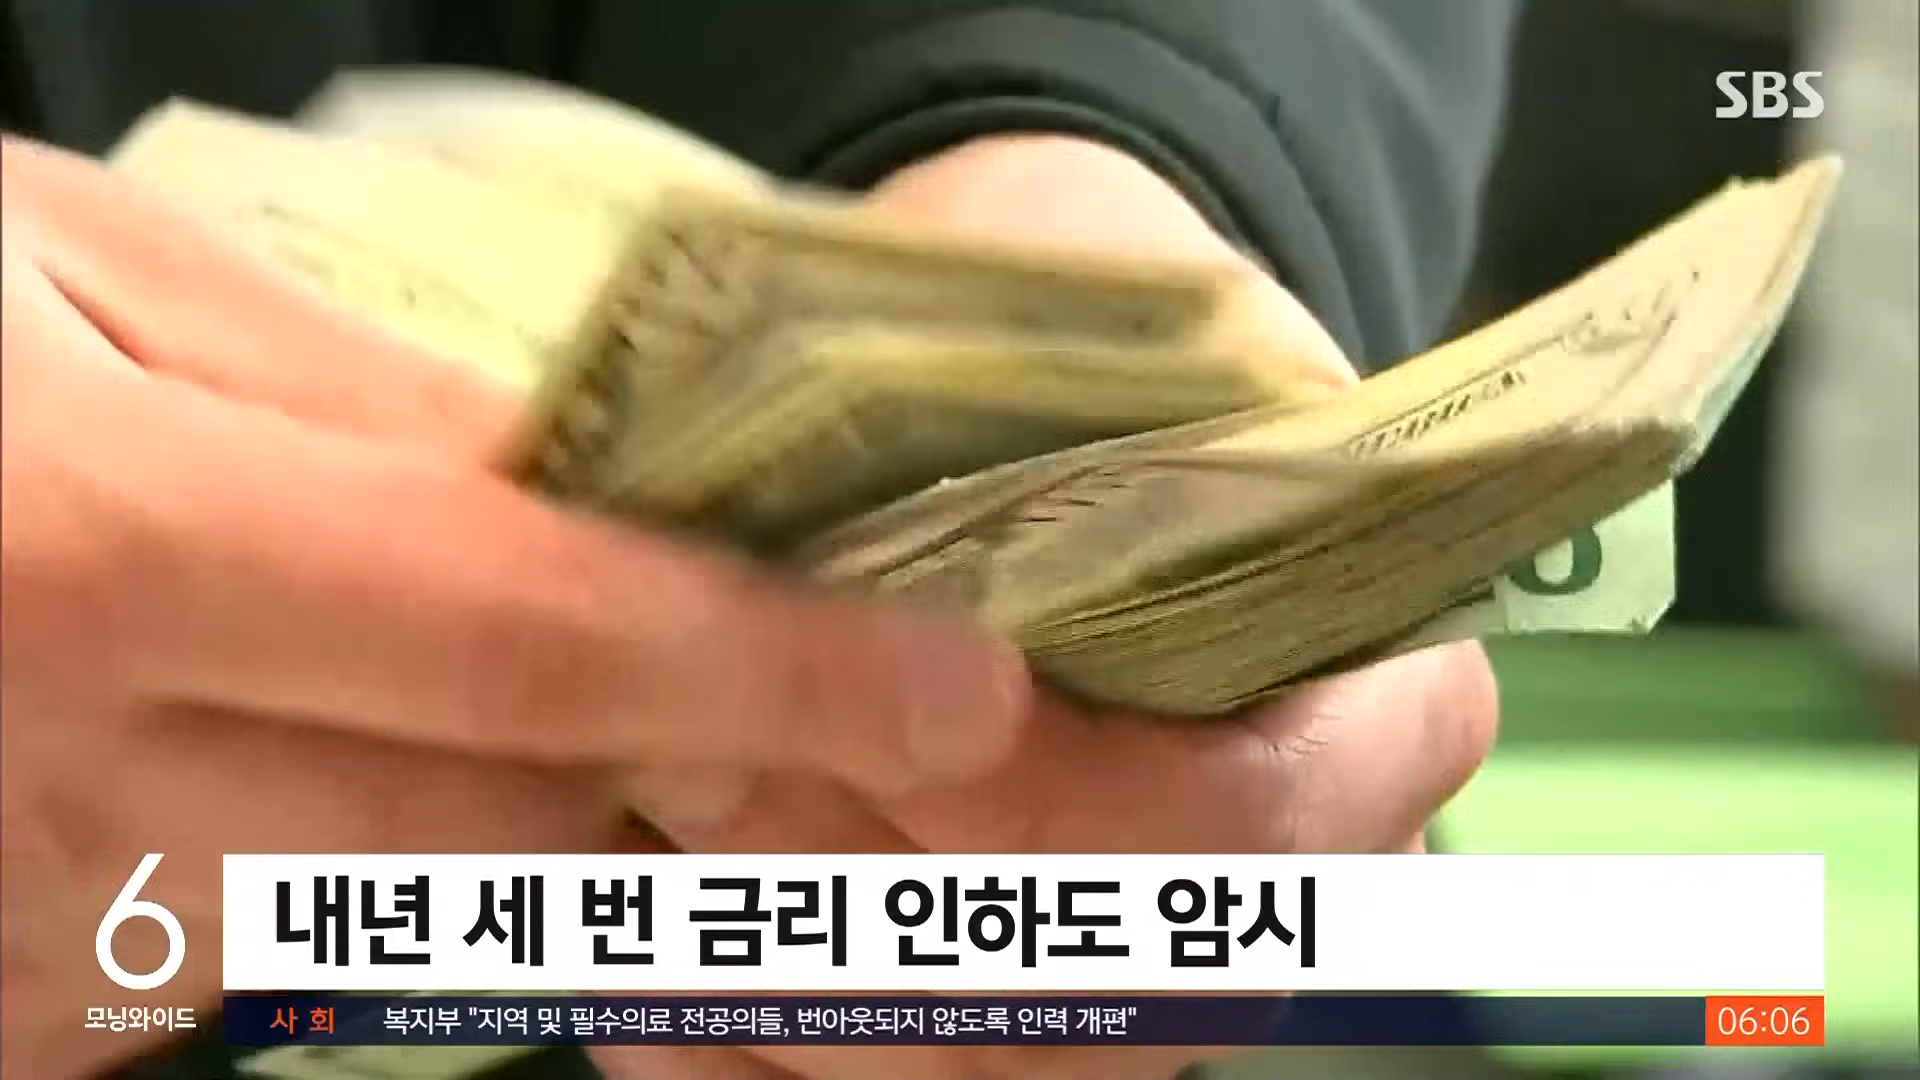 SBS
6
내년 세 번 금리 인하도 암시
모닝와이드
사회 복지부 "지역 및 필수의료 전공의들, 번아웃되지 않도록 인력 개편"
06:06